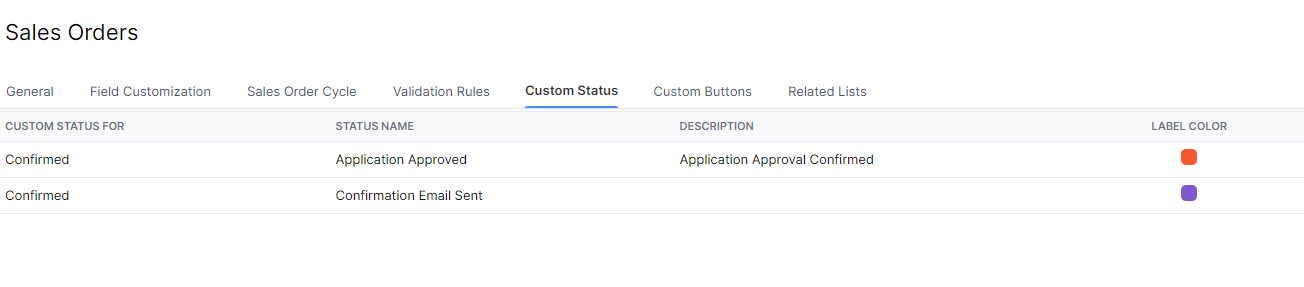 Sales Orders
General Field Customization Sales Order Cycle Validation Rules Custom Status Custom Buttons Related Lists
CUSTOM STATUS FOR STATUS NAME DESCRIPTION LABEL COLOR
Confirmed Application Approved Application Approval Confirmed
Confirmed Confirmation Email Sent